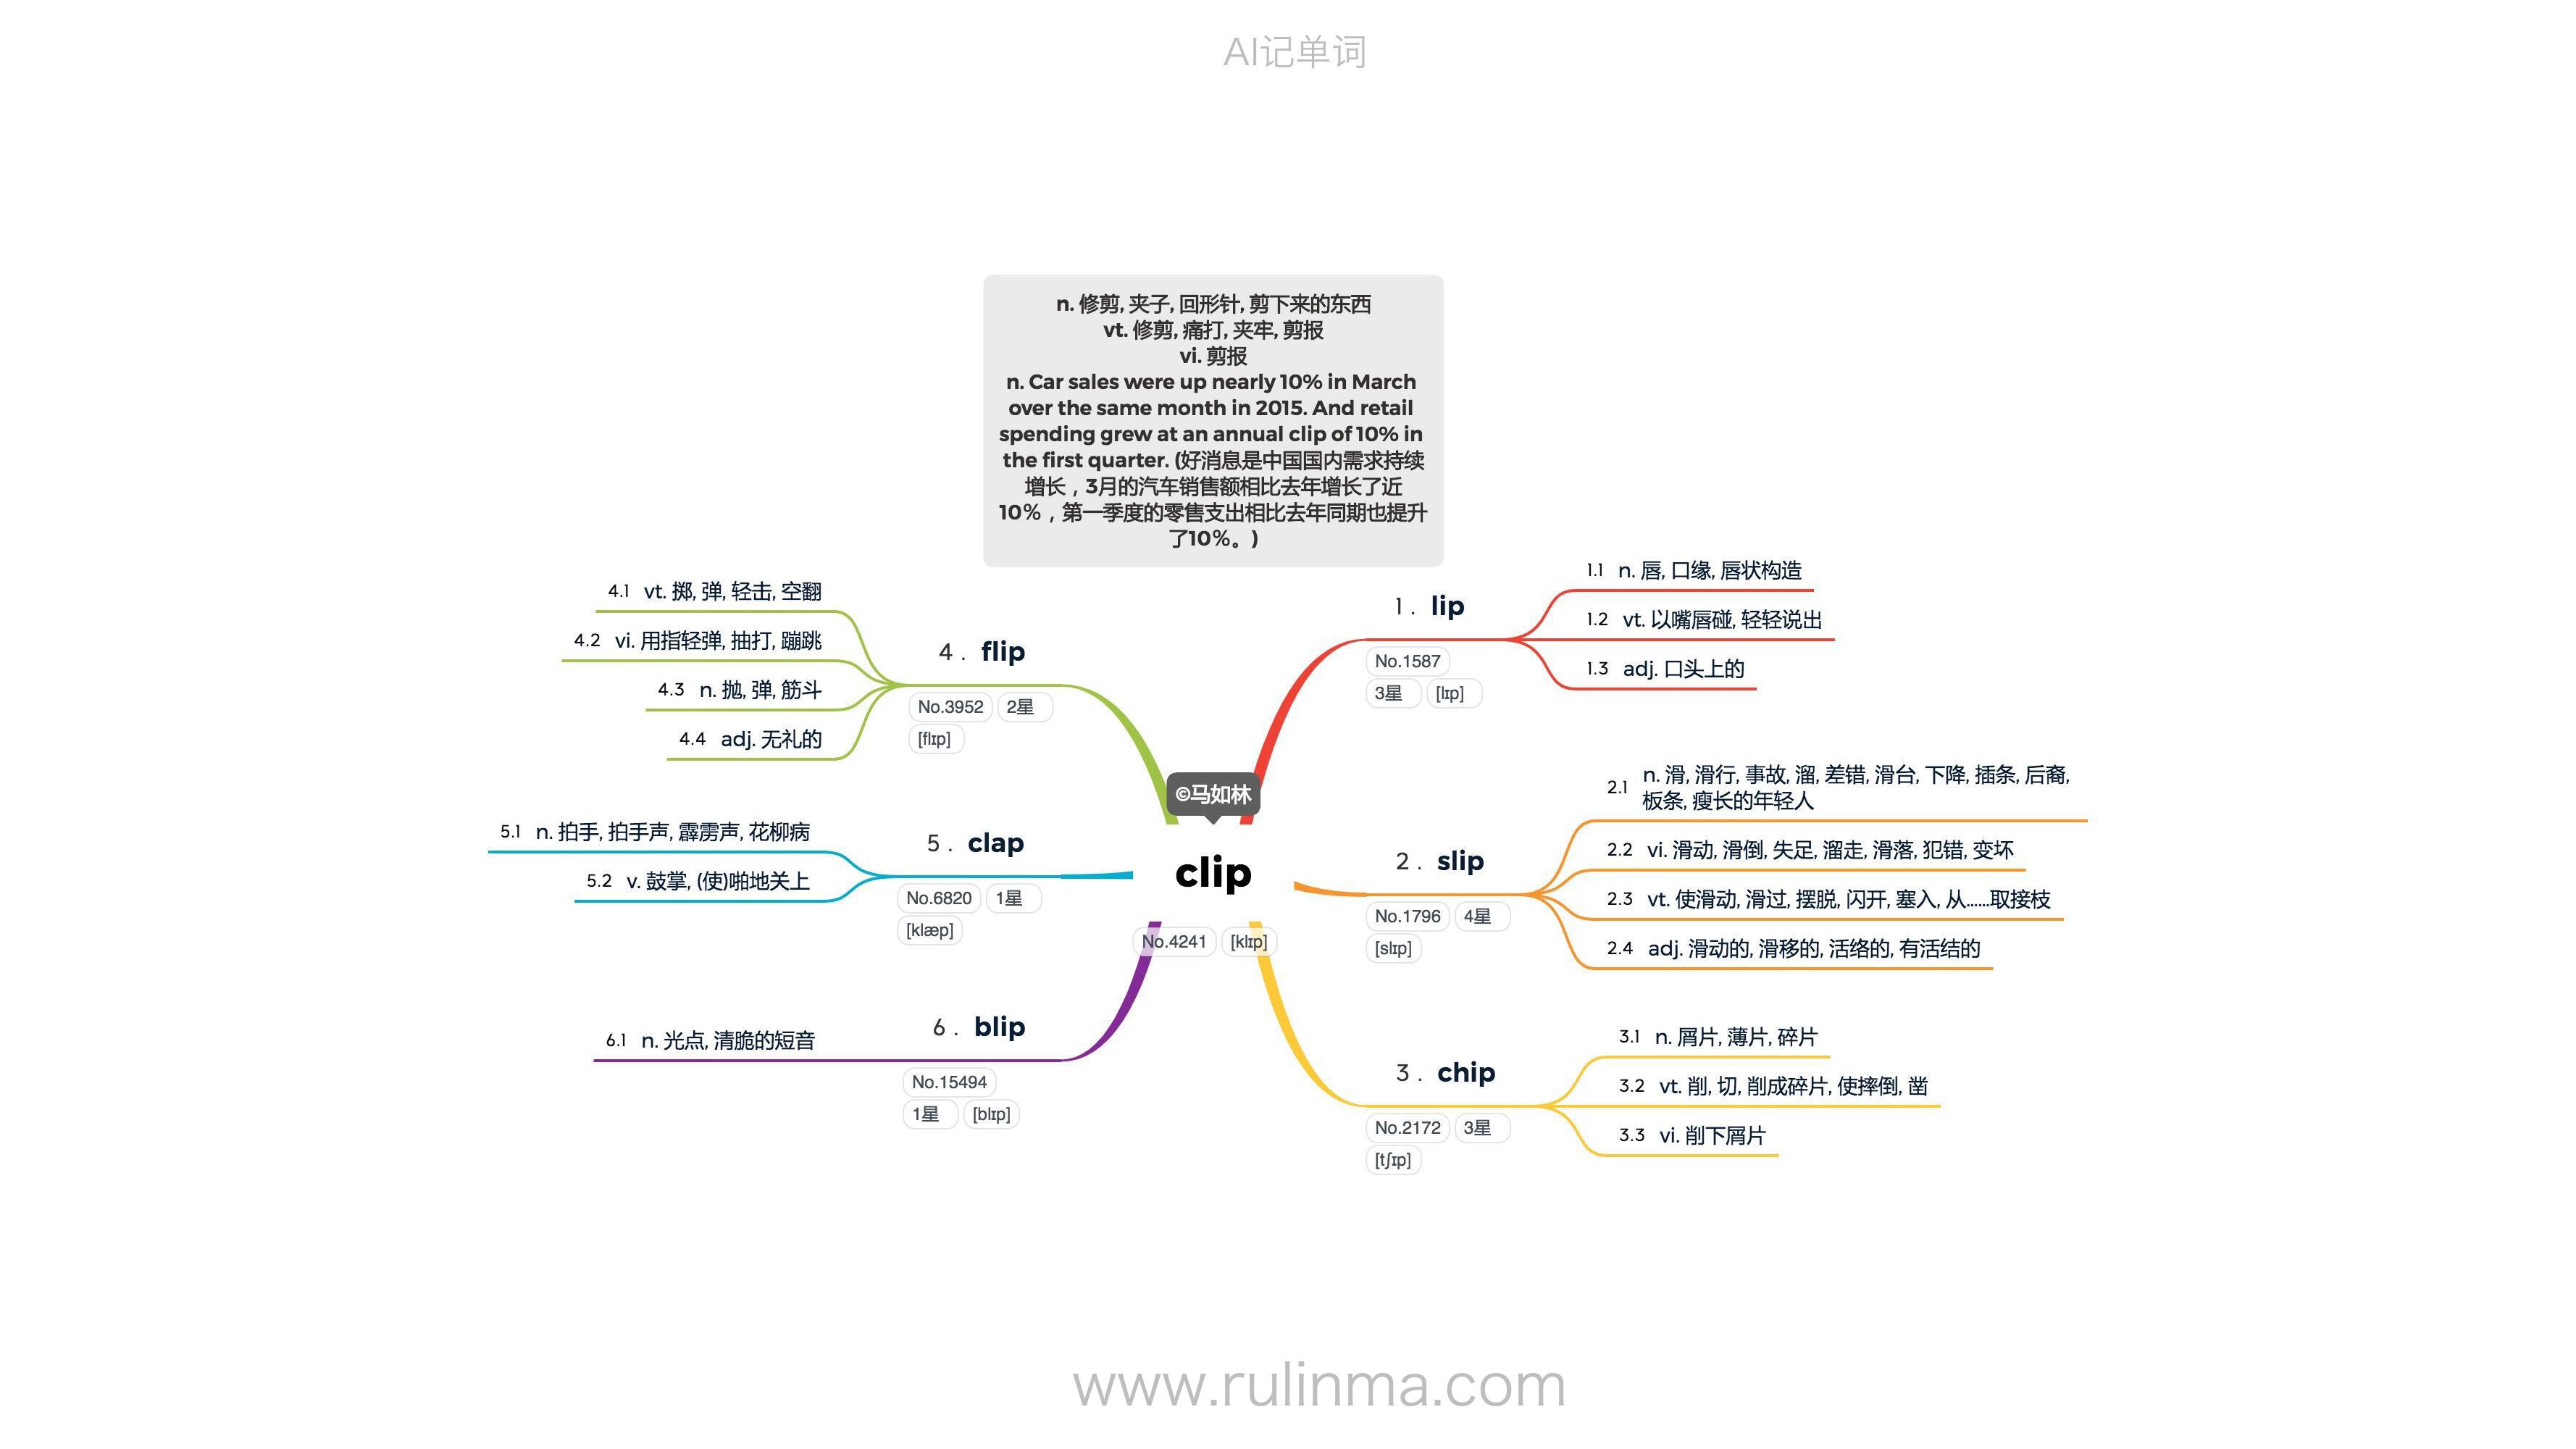 AI记单词
n. 修剪, 夹子, 回形针, 剪下来的东西
vt. 修剪, 痛打, 夹牢, 剪报
vi. 剪报
n. Car sales were up nearly 10% in March
over the same month in 2015. And retail
spending grew at an annual clip of 10% in
the first quarter. (好消息是中国国内需求持续
增长，3月的汽车销售额相比去年增长了近
10%，第一季度的零售支出相比去年同期也提升
了10%。)
©马如林
clip
No.4241 [klɪp]
1. lip
No.1587
3星 [lɪp]
1.1 n. 唇, 口缘, 唇状构造
1.2 vt. 以嘴唇碰, 轻轻说出
1.3 adj. 口头上的
2. slip
No.1796 4星
[slɪp]
2.1 n. 滑, 滑行, 事故, 溜, 差错, 滑台, 下降, 插条, 后裔,
板条, 瘦长的年轻人
2.2 vi. 滑动, 滑倒, 失足, 溜走, 滑落, 犯错, 变坏
2.3 vt. 使滑动, 滑过, 摆脱, 闪开, 塞入, 从……取接枝
2.4 adj. 滑动的, 滑移的, 活络的, 有活结的
3. chip
No.2172 3星
[tʃɪp]
3.1 n. 屑片, 薄片, 碎片
3.2 vt. 削, 切, 削成碎片, 使摔倒, 凿
3.3 vi. 削下屑片
4. flip
No.3952 2星
[flɪp]
4.1 vt. 掷, 弹, 轻击, 空翻
4.2 vi. 用指轻弹, 抽打, 蹦跳
4.3 n. 抛, 弹, 筋斗
4.4 adj. 无礼的
5. clap
No.6820 1星
[klæp]
5.1 n. 拍手, 拍手声, 霹雳声, 花柳病
5.2 v. 鼓掌, (使)啪地关上
6. blip
No.15494
1星 [blɪp]
6.1 n. 光点, 清脆的短音
www.rulinma.com